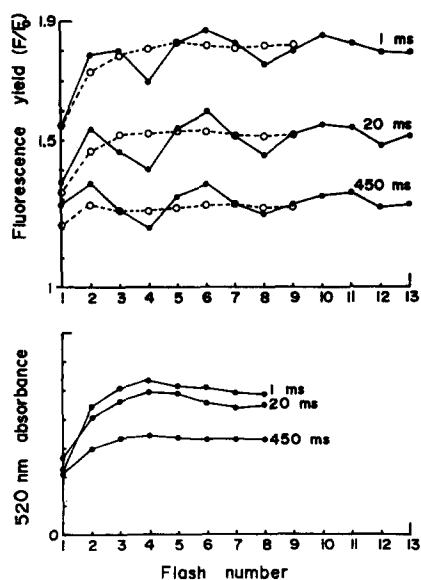 Fluorescence yield (F/F₀)
1.9
1.5
1
1 ms
20 ms
450 ms
1 2 3 4 5 6 7 8 9 10 11 12 13
520 nm absorbance
0
1 ms
20 ms
450 ms
1 2 3 4 5 6 7 8 9 10 11 12 13
Flash number